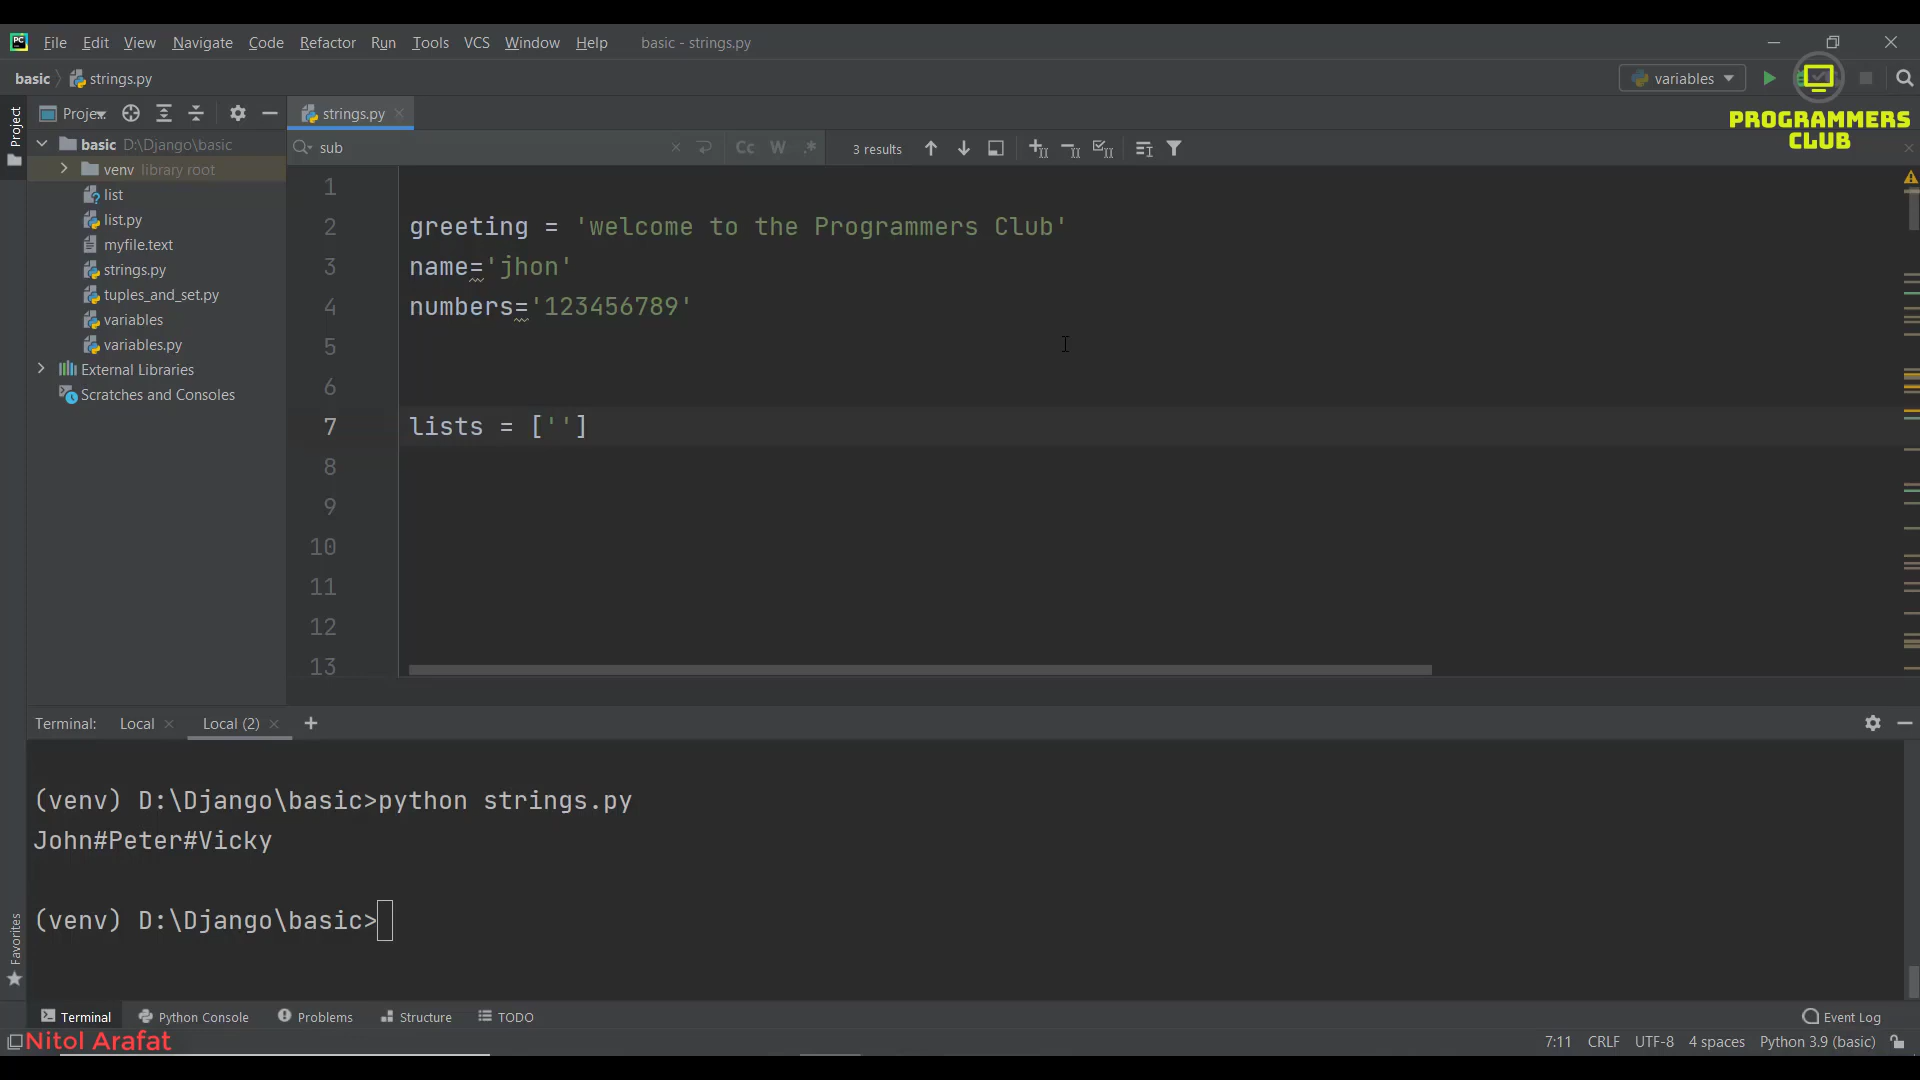 PC File Edit View Navigate Code Refactor Run Tools VCS Window Help basic - strings.py
basic strings.py variables
PROGRAMMERS
CLUB
Project
Proje
strings.py
basic D:\Django\basic
venv library root
list
list.py
myfile.text
strings.py
tuples_and_set.py
variables
variables.py
External Libraries
Scratches and Consoles
sub Cc W .* 3 results
1
2 greeting = 'welcome to the Programmers Club'
3 name='jhon'
4 numbers='123456789'
5
6
7 lists = ['']
8
9
10
11
12
13
Terminal: Local Local (2) +
(venv) D:\Django\basic>python strings.py
John#Peter#Vicky
(venv) D:\Django\basic>
Favorites
Terminal Python Console Problems Structure TODO Event Log
Nitol Arafat
7:11 CRLF UTF-8 4 spaces Python 3.9 (basic)